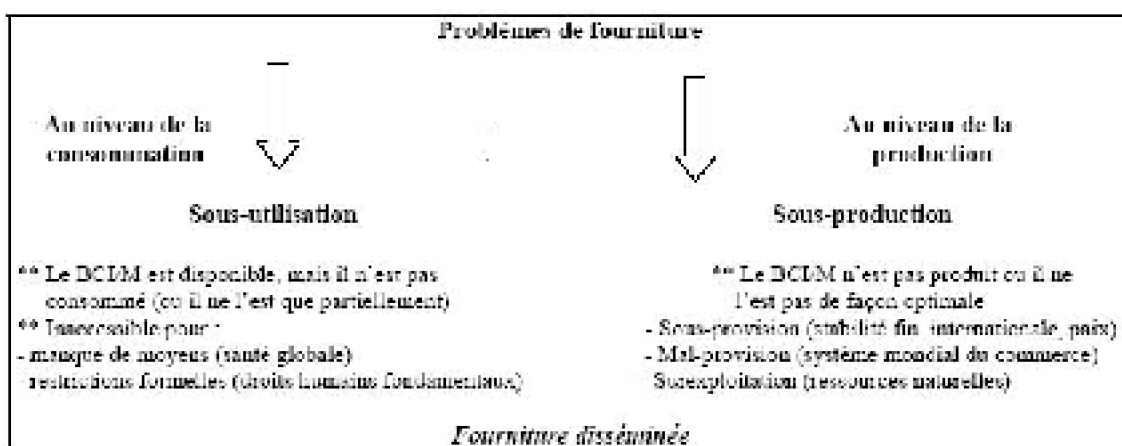 Problèmes de fourniture
Au niveau de la
consommation
Au niveau de la
production
Sous-utilisation
Sous-production
** Le BCI/M est disponible, mais il n'est pas
consommé (ou il ne l'est que partiellement)
** Inaccessible pour :
- manque de moyens (santé globale)
restrictions formelles (droits humains fondamentaux)
** Le BCI/M n'est pas produit ou il ne
l'est pas de façon optimale
- Sous-provision (stabilité fin. internationale, paix)
- Mal-provision (système mondial du commerce)
Surexploitation (ressources naturelles)
Fourniture disséminée